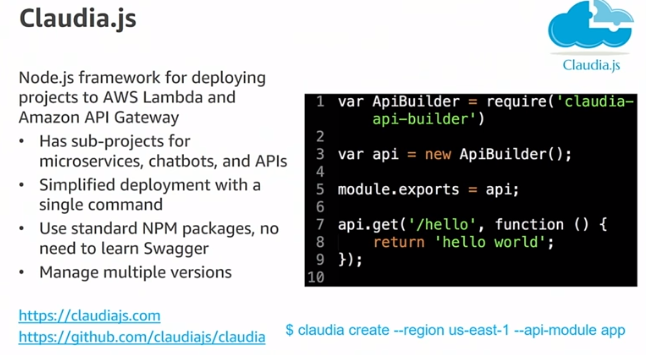 Claudia.js
Claudia.js
Node.js framework for deploying
projects to AWS Lambda and
Amazon API Gateway
• Has sub-projects for
microservices, chatbots, and APIs
• Simplified deployment with a
single command
• Use standard NPM packages, no
need to learn Swagger
• Manage multiple versions
https://claudiajs.com
https://github.com/claudiajs/claudia
1 var ApiBuilder = require('claudia-
api-builder')
2
3 var api = new ApiBuilder();
4
5 module.exports = api;
6
7 api.get('/hello', function () {
8 return 'hello world';
9 });
10
$ claudia create --region us-east-1 --api-module app